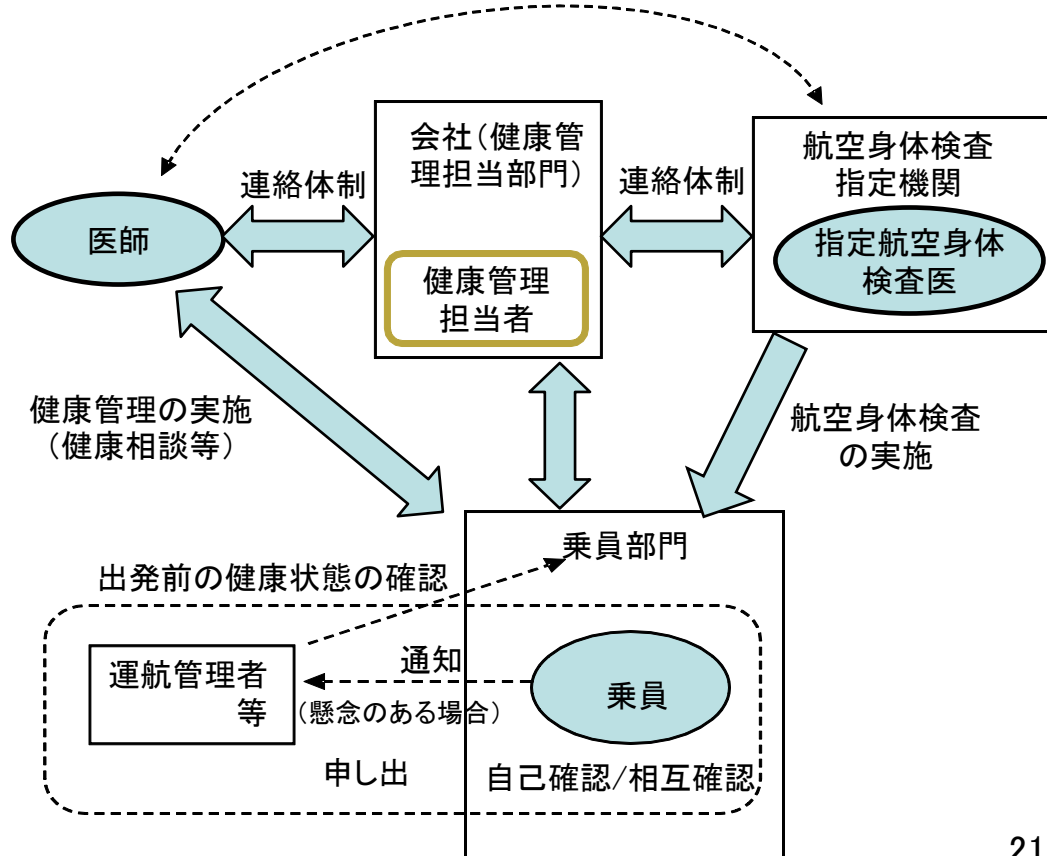 会社（健康管
理担当部門）
航空身体検査
指定機関
連絡体制
連絡体制
医師
指定航空身体
検査医
健康管理
担当者
健康管理の実施
（健康相談等）
航空身体検査
の実施
乗員部門
出発前の健康状態の確認
運航管理者
等
通知
（懸念のある場合）
乗員
申し出
自己確認/相互確認
21